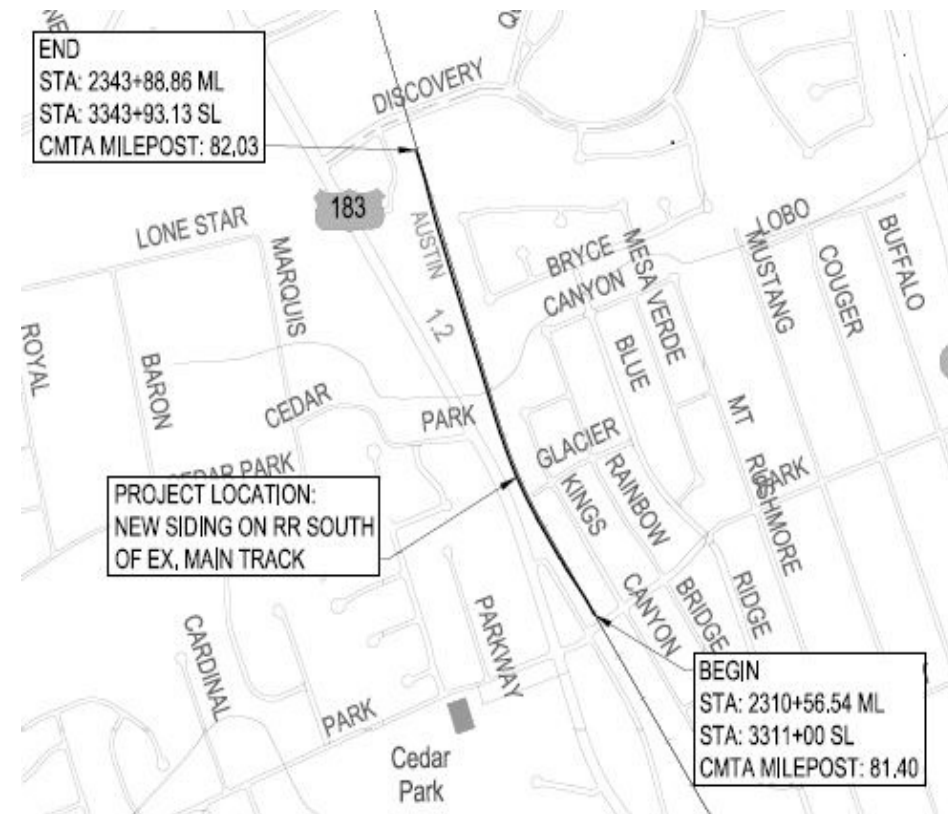 END
STA: 2343+88.86 ML
STA: 3343+93.13 SL
CMTA MILEPOST: 82.03
DISCOVERY
183
LONE STAR
AUSTIN
1.2
MARQUIS
ROYAL
BARON
CEDAR
PARK
CEDAR PARK
BRYCE
CANYON
MESA VERDE
LOBO
MUSTANG
COUGER
BUFFALO
BLUE
MT
RUSHMORE
PARK
GLACIER
KINGS
RAINBOW
CANYON
BRIDGE
RIDGE
PROJECT LOCATION:
NEW SIDING ON RR SOUTH
OF EX. MAIN TRACK
CARDINAL
PARKWAY
PARK
Cedar
Park
BEGIN
STA: 2310+56.54 ML
STA: 3311+00 SL
CMTA MILEPOST: 81.40